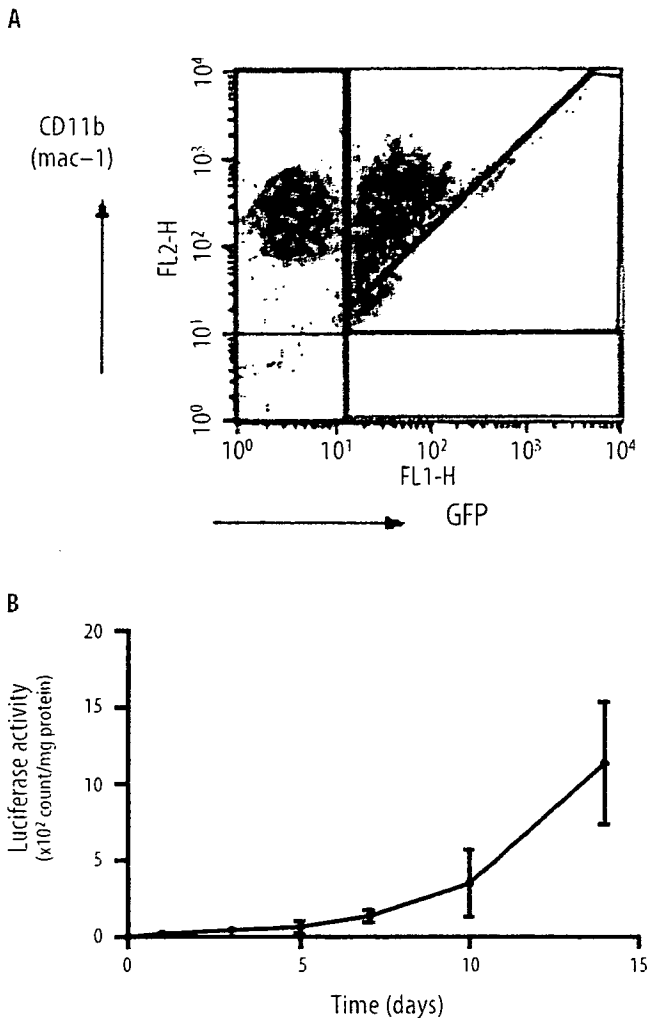 A
CD11b
(mac–1)
FL2-H
10⁴
10³
10²
10¹
10⁰
10⁰ 10¹ 10² 10³ 10⁴
FL1-H
GFP
B
Luciferase activity
(x10² count/mg protein)
20
15
10
5
0
0 5 10 15
Time (days)